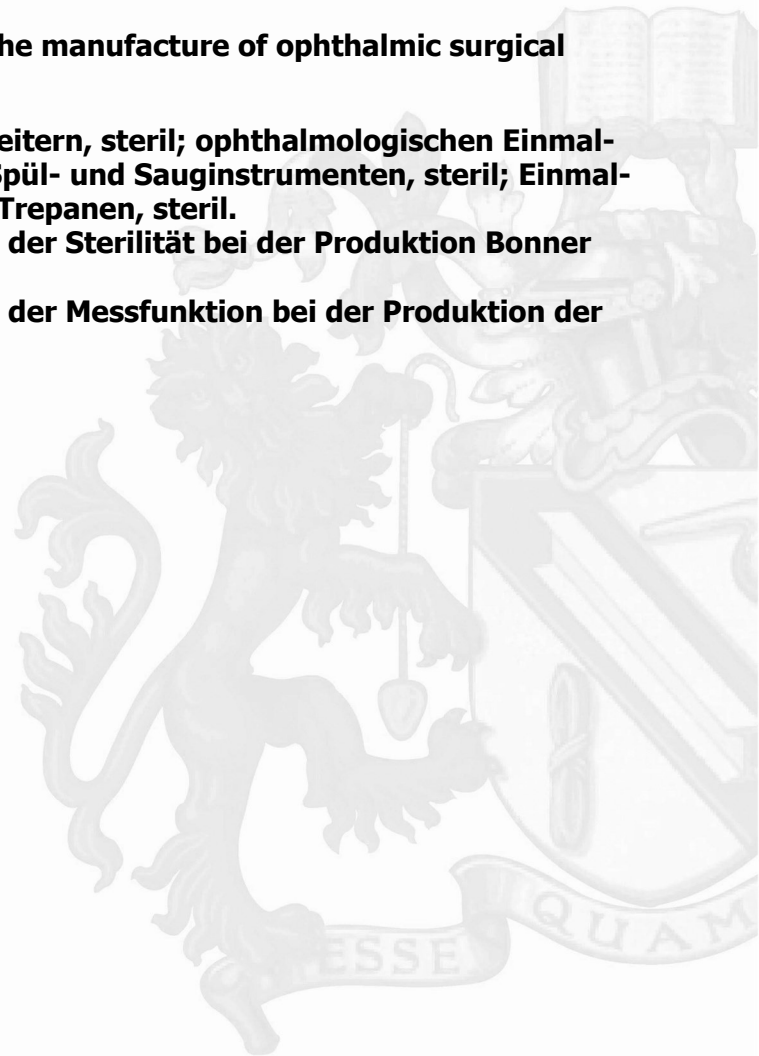 he manufacture of ophthalmic surgical
eitern, steril; ophthalmologischen Einmal-
Spül- und Sauginstrumenten, steril; Einmal-
Trepanen, steril.
der Sterilität bei der Produktion Bonner
der Messfunktion bei der Produktion der
ESSE QUAM